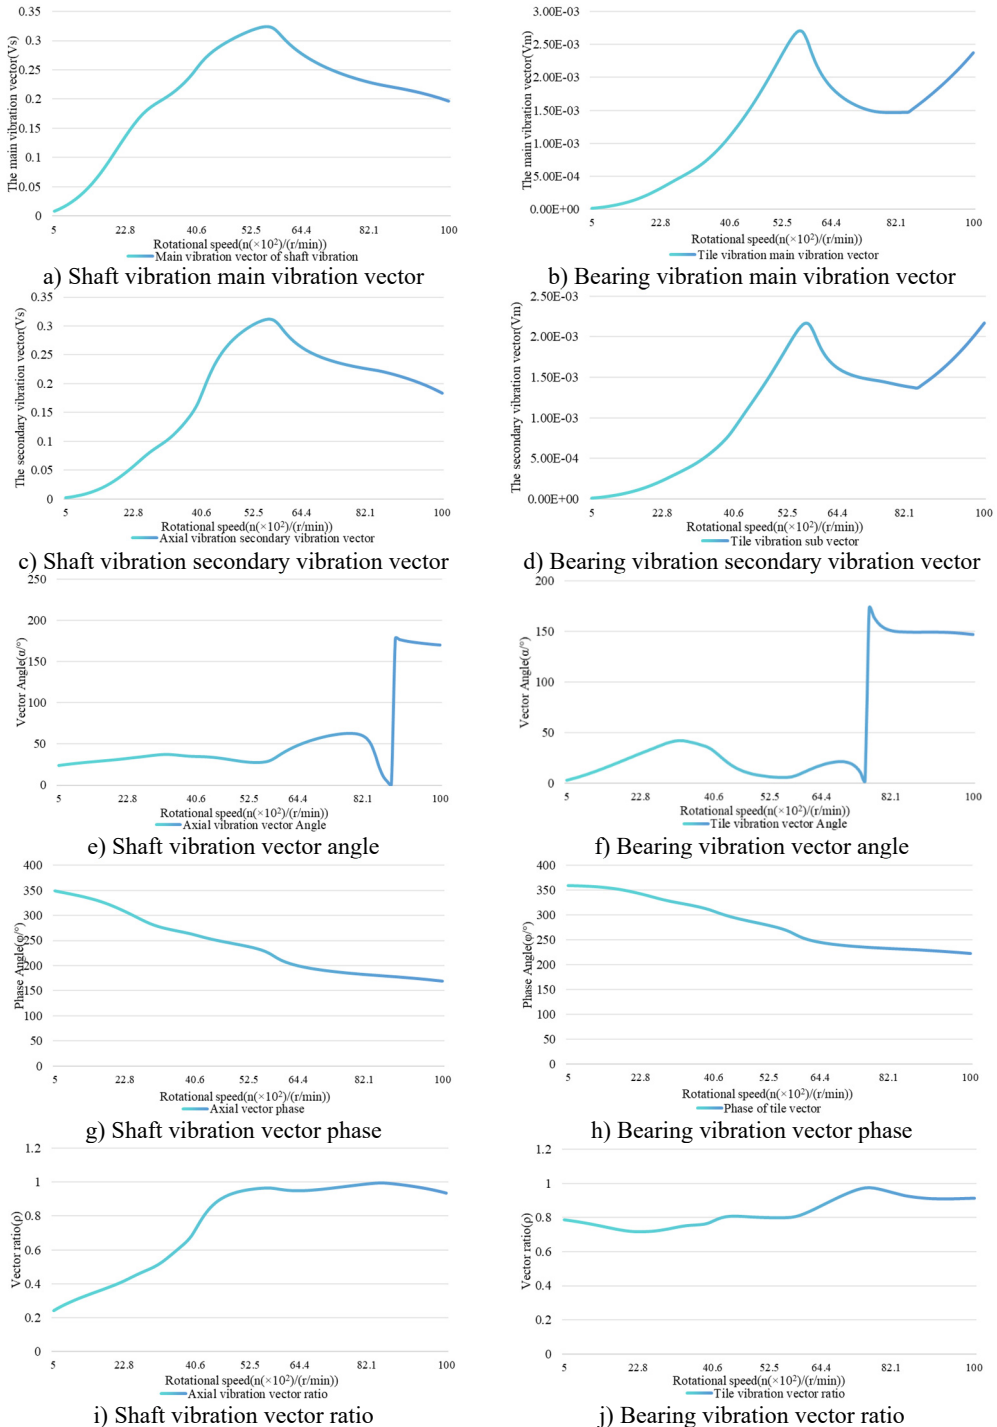 0.35
0.3
0.25
0.2
0.15
0.1
0.05
0
The main vibration vector(Vs)
5 22.8 40.6 52.5 64.4 82.1 100
Rotational speed(n(×10²)/(r/min))
Main vibration vector of shaft vibration
a) Shaft vibration main vibration vector
3.00E-03
2.50E-03
2.00E-03
1.50E-03
1.00E-03
5.00E-04
0.00E+00
The main vibration vector(Vm)
5 22.8 40.6 52.5 64.4 82.1 100
Rotational speed(n(×10²)/(r/min))
Tile vibration main vibration vector
b) Bearing vibration main vibration vector
0.35
0.3
0.25
0.2
0.15
0.1
0.05
0
The secondary vibration vector(Vs)
5 22.8 40.6 52.5 64.4 82.1 100
Rotational speed(n(×10²)/(r/min))
Axial vibration secondary vibration vector
c) Shaft vibration secondary vibration vector
2.50E-03
2.00E-03
1.50E-03
1.00E-03
5.00E-04
0.00E+00
The secondary vibration vector(Vm)
5 22.8 40.6 52.5 64.4 82.1 100
Rotational speed(n(×10²)/(r/min))
Tile vibration sub vector
d) Bearing vibration secondary vibration vector
250
200
150
100
50
0
Vector Angle(α/°)
5 22.8 40.6 52.5 64.4 82.1 100
Rotational speed(n(×10²)/(r/min))
Axial vibration vector Angle
e) Shaft vibration vector angle
200
150
100
50
0
Vector Angle(α/°)
5 22.8 40.6 52.5 64.4 82.1 100
Rotational speed(n(×10²)/(r/min))
Tile vibration vector Angle
f) Bearing vibration vector angle
400
350
300
250
200
150
100
50
0
Phase Angle(φ/°)
5 22.8 40.6 52.5 64.4 82.1 100
Rotational speed(n(×10²)/(r/min))
Axial vector phase
g) Shaft vibration vector phase
400
350
300
250
200
150
100
50
0
Phase Angle(φ/°)
5 22.8 40.6 52.5 64.4 82.1 100
Rotational speed(n(×10²)/(r/min))
Phase of tile vector
h) Bearing vibration vector phase
1.2
1
0.8
0.6
0.4
0.2
0
Vector ratio(ρ)
5 22.8 40.6 52.5 64.4 82.1 100
Rotational speed(n(×10²)/(r/min))
Axial vibration vector ratio
i) Shaft vibration vector ratio
1.2
1
0.8
0.6
0.4
0.2
0
Vector ratio(ρ)
5 22.8 40.6 52.5 64.4 82.1 100
Rotational speed(n(×10²)/(r/min))
Tile vibration vector ratio
j) Bearing vibration vector ratio